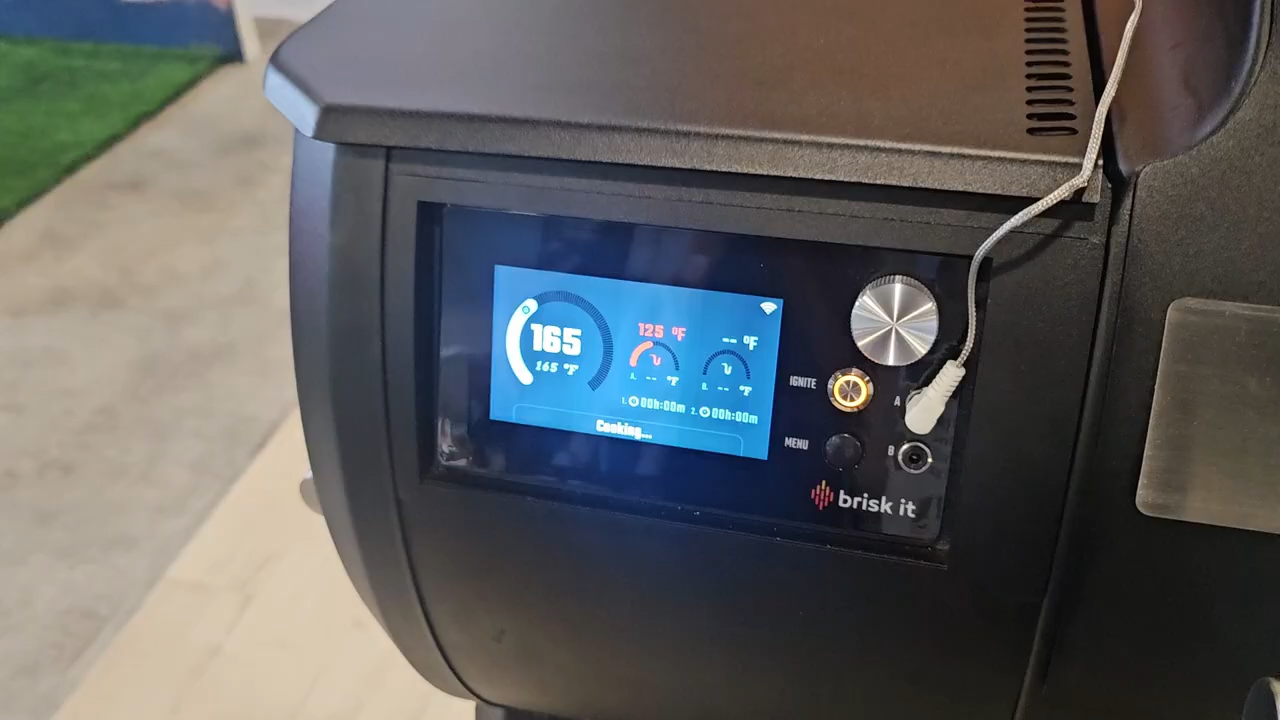 165
165 °F
125 °F
A. -- °F
-- °F
B. -- °F
1. 00h:00m 2. 00h:00m
Cooking...
IGNITE
A
MENU
B
brisk it